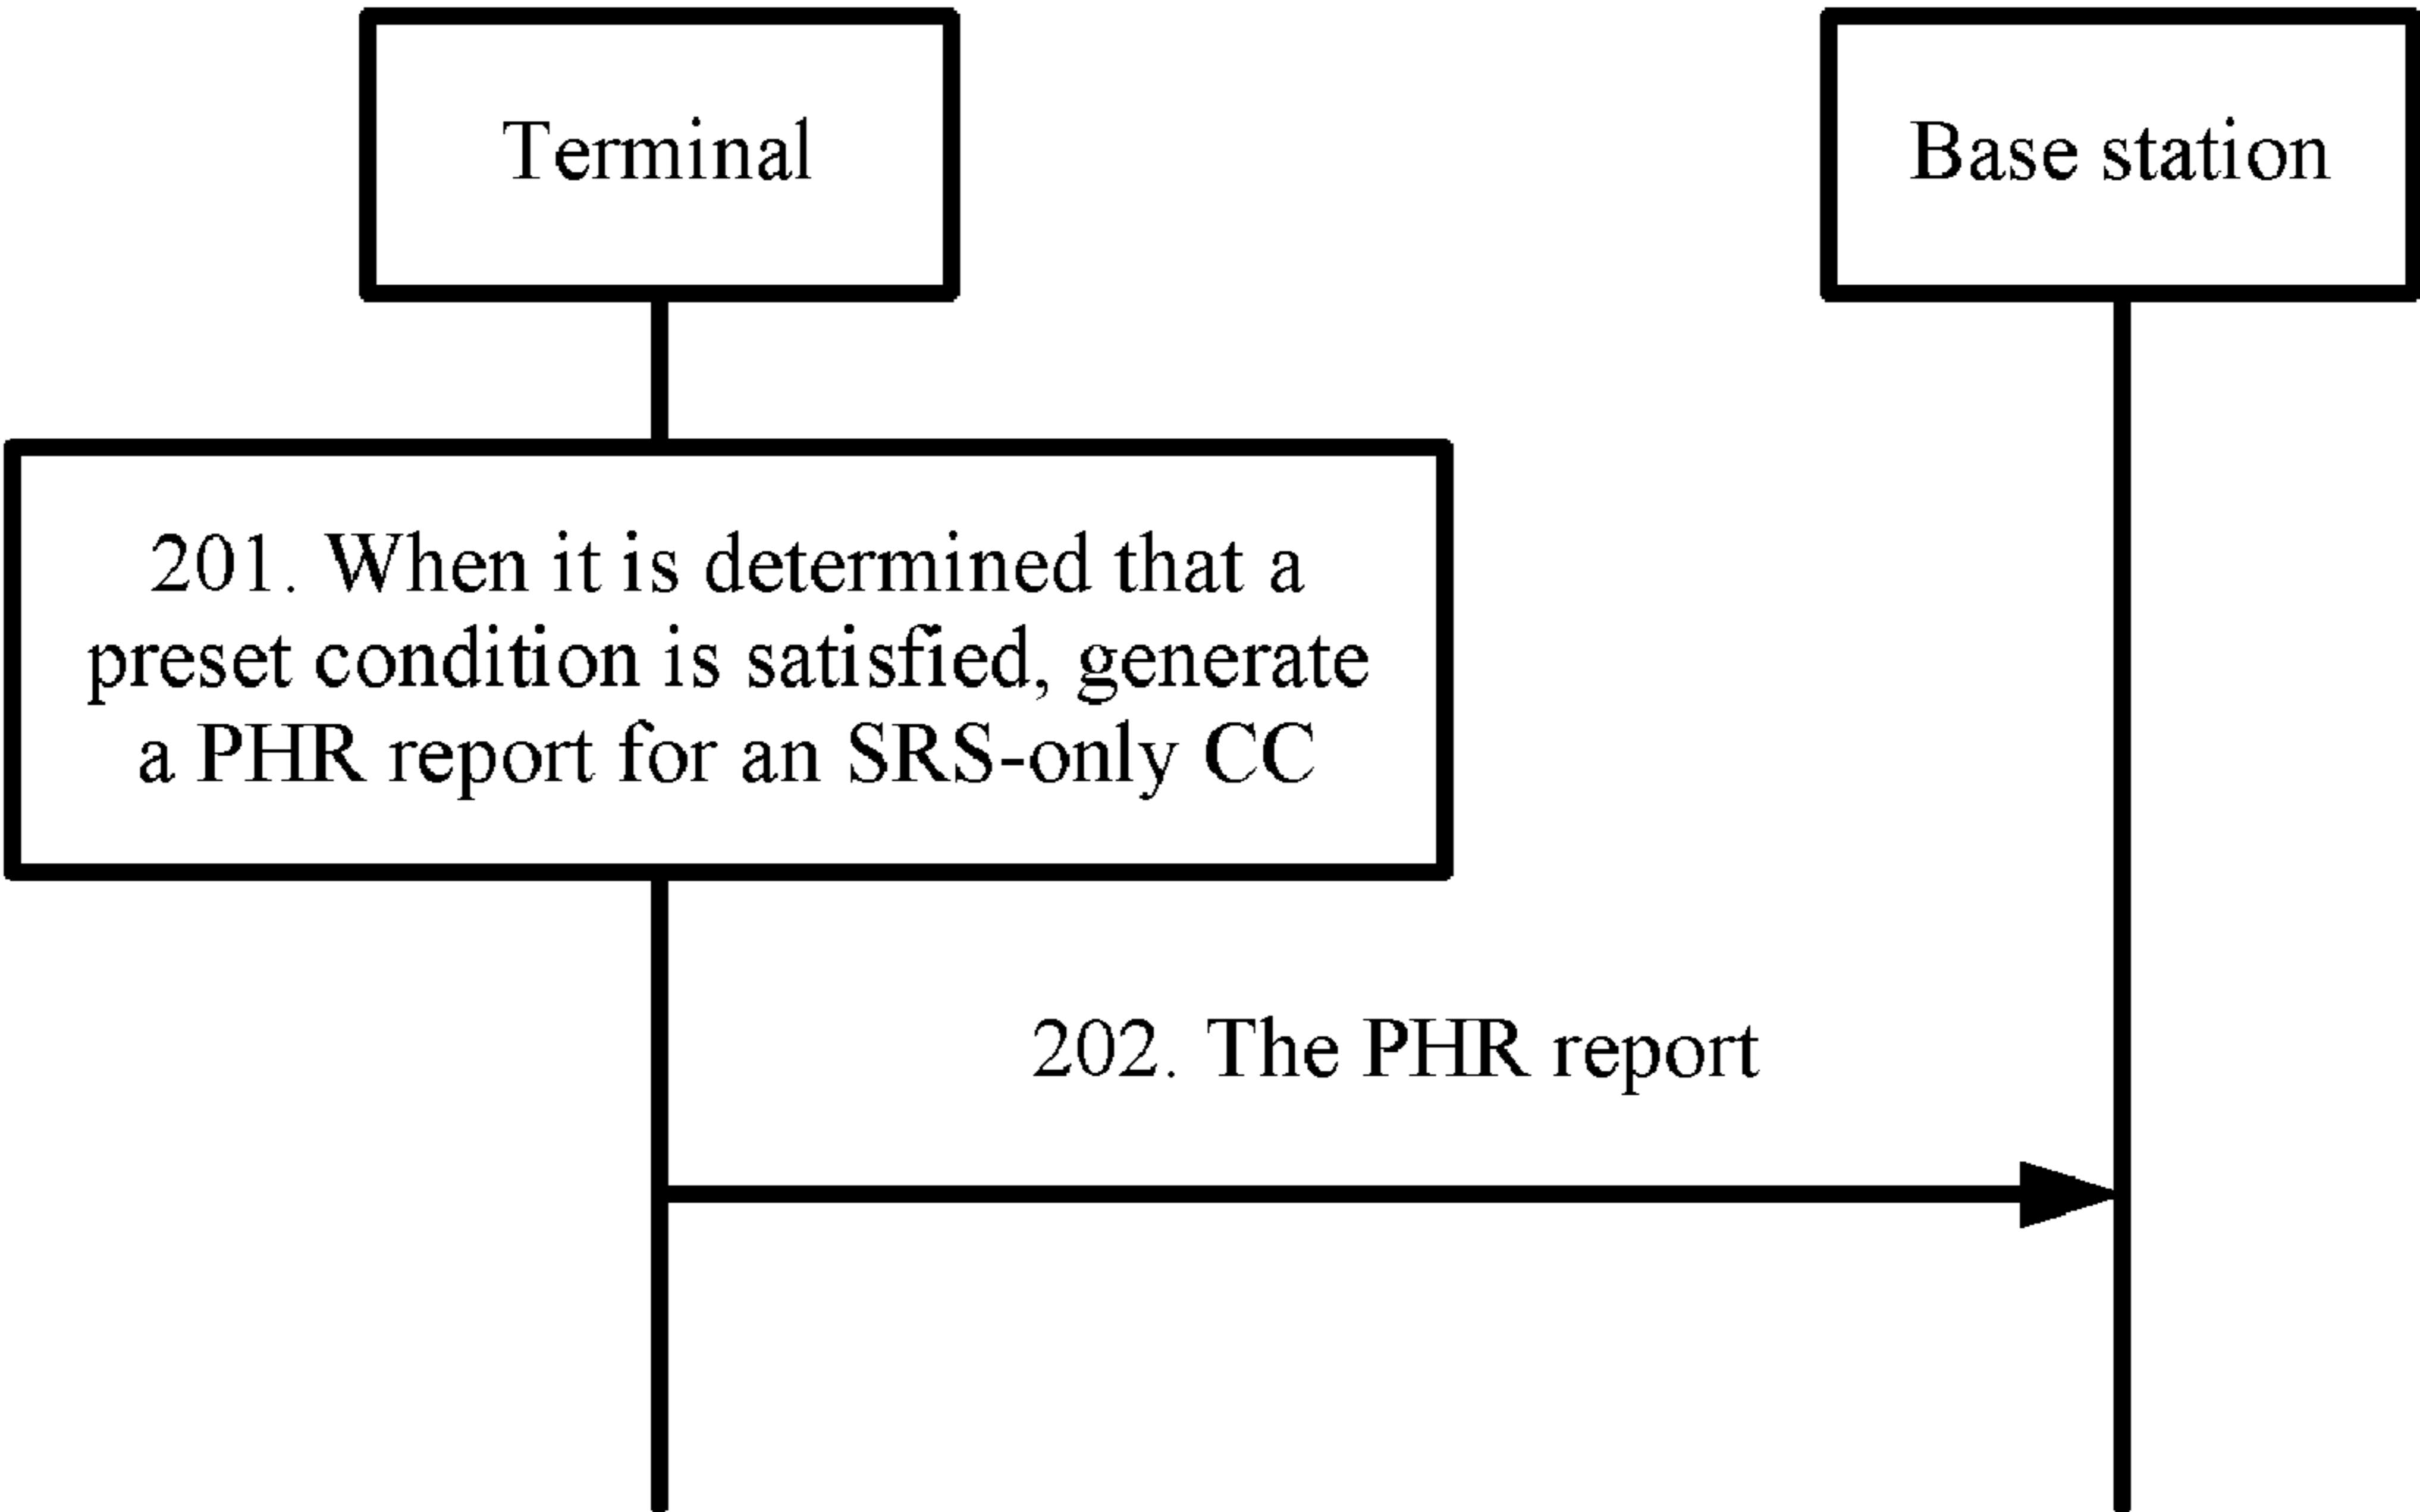 Terminal
Base station
201. When it is determined that a
preset condition is satisfied, generate
a PHR report for an SRS-only CC
202. The PHR report